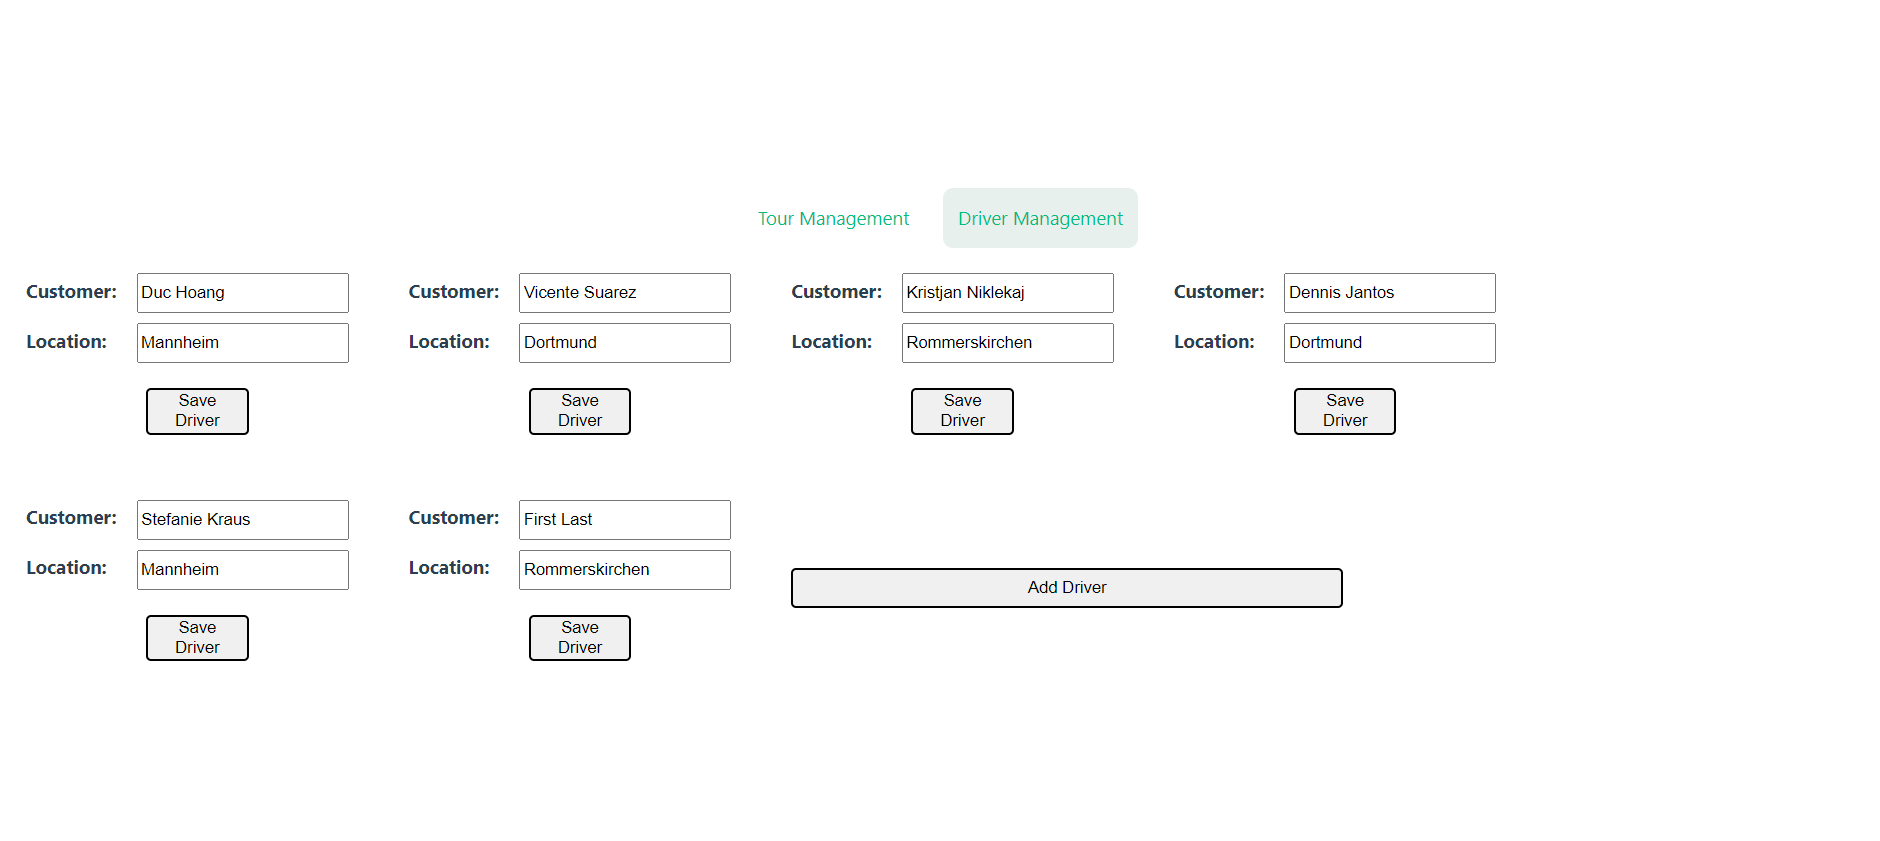 Tour Management Driver Management
Customer: Duc Hoang Customer: Vicente Suarez Customer: Kristjan Niklekaj Customer: Dennis Jantos
Location: Mannheim Location: Dortmund Location: Rommerskirchen Location: Dortmund
Save Save Save Save
Driver Driver Driver Driver
Customer: Stefanie Kraus Customer: First Last
Location: Mannheim Location: Rommerskirchen
Add Driver
Save Save
Driver Driver